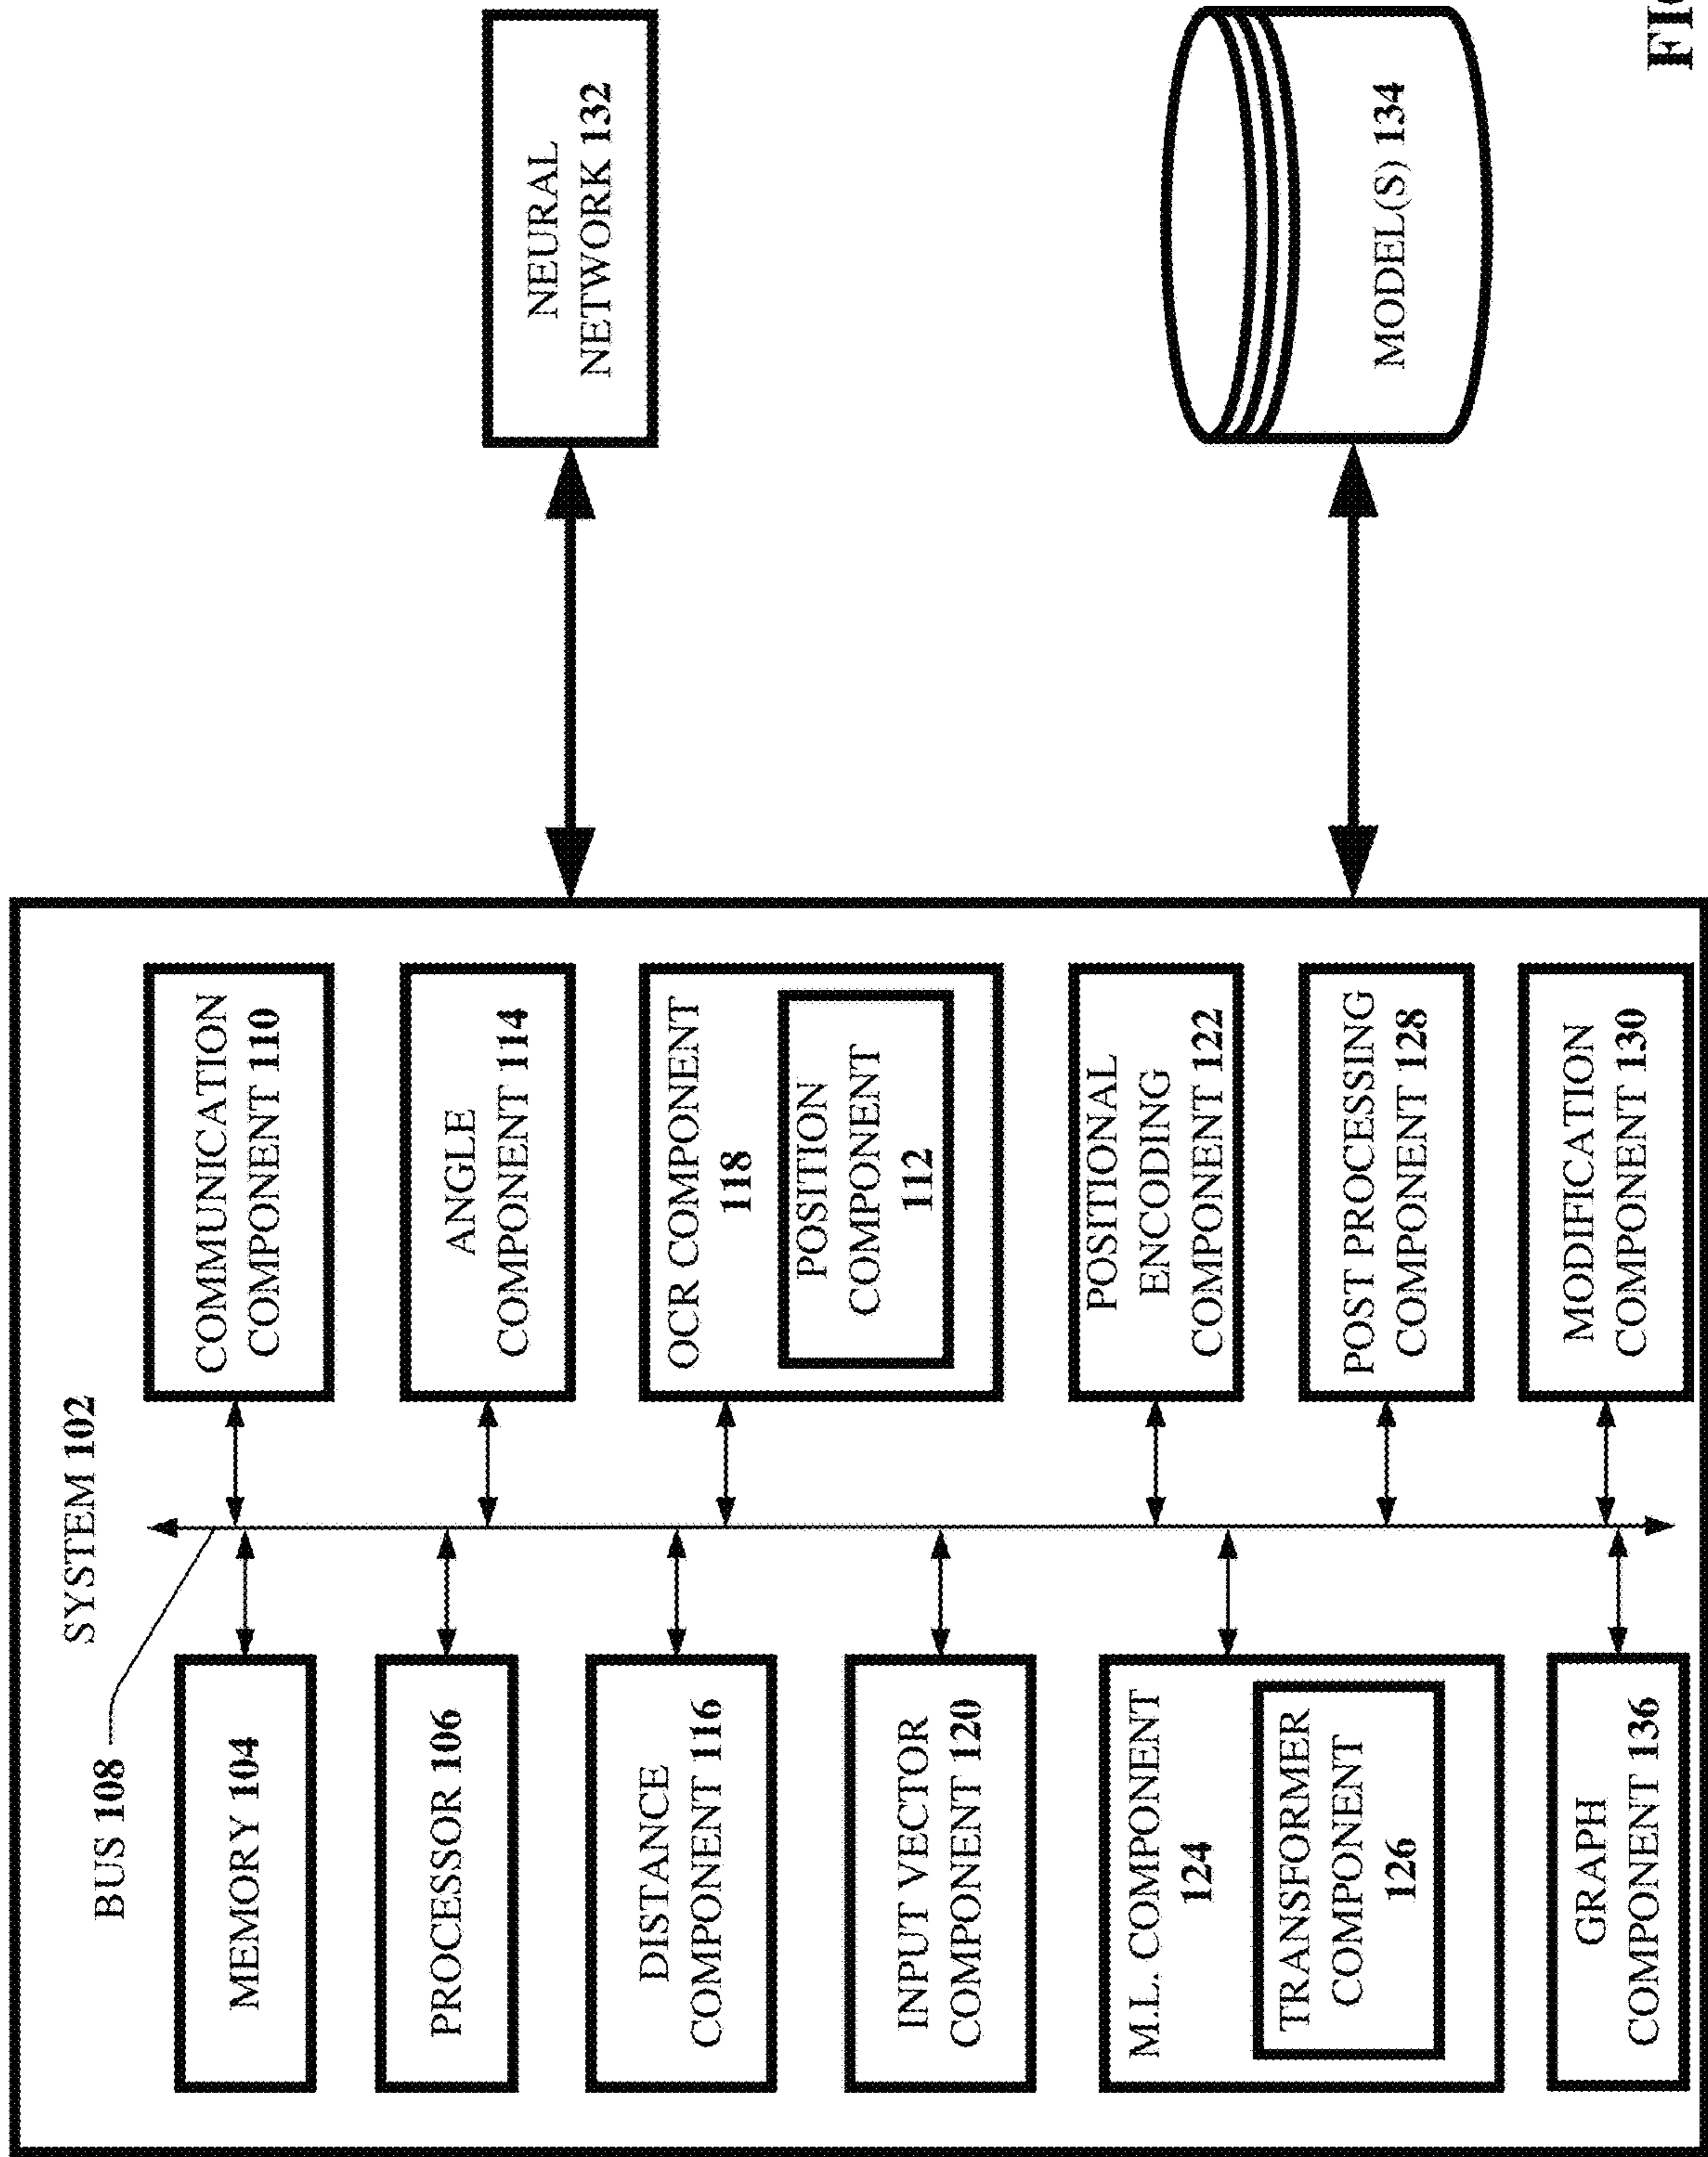 SYSTEM 102
BUS 108
MEMORY 104
PROCESSOR 106
DISTANCE
COMPONENT 116
INPUT VECTOR
COMPONENT 120
M.L. COMPONENT
124
TRANSFORMER
COMPONENT
126
GRAPH
COMPONENT 136
COMMUNICATION
COMPONENT 110
ANGLE
COMPONENT 114
OCR COMPONENT
118
POSITION
COMPONENT
112
POSITIONAL
ENCODING
COMPONENT 122
POST PROCESSING
COMPONENT 128
MODIFICATION
COMPONENT 130
NEURAL
NETWORK 132
MODEL(S) 134